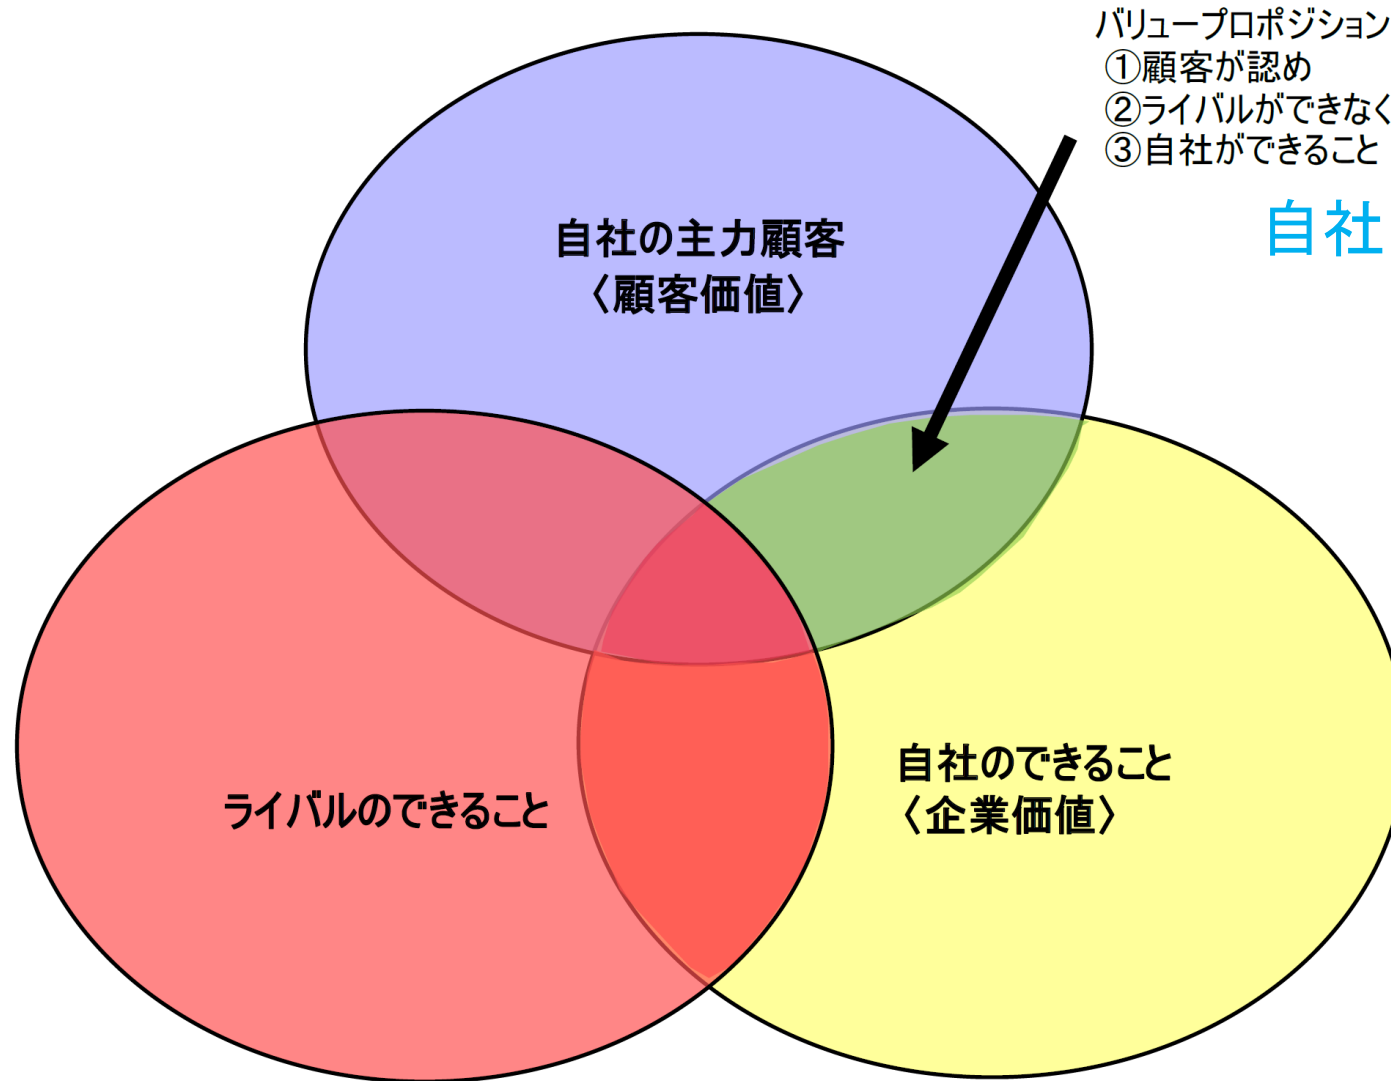 バリュープロポジション
①顧客が認め
②ライバルができなく
③自社ができること
自社
自社の主力顧客
〈顧客価値〉
自社のできること
〈企業価値〉
ライバルのできること